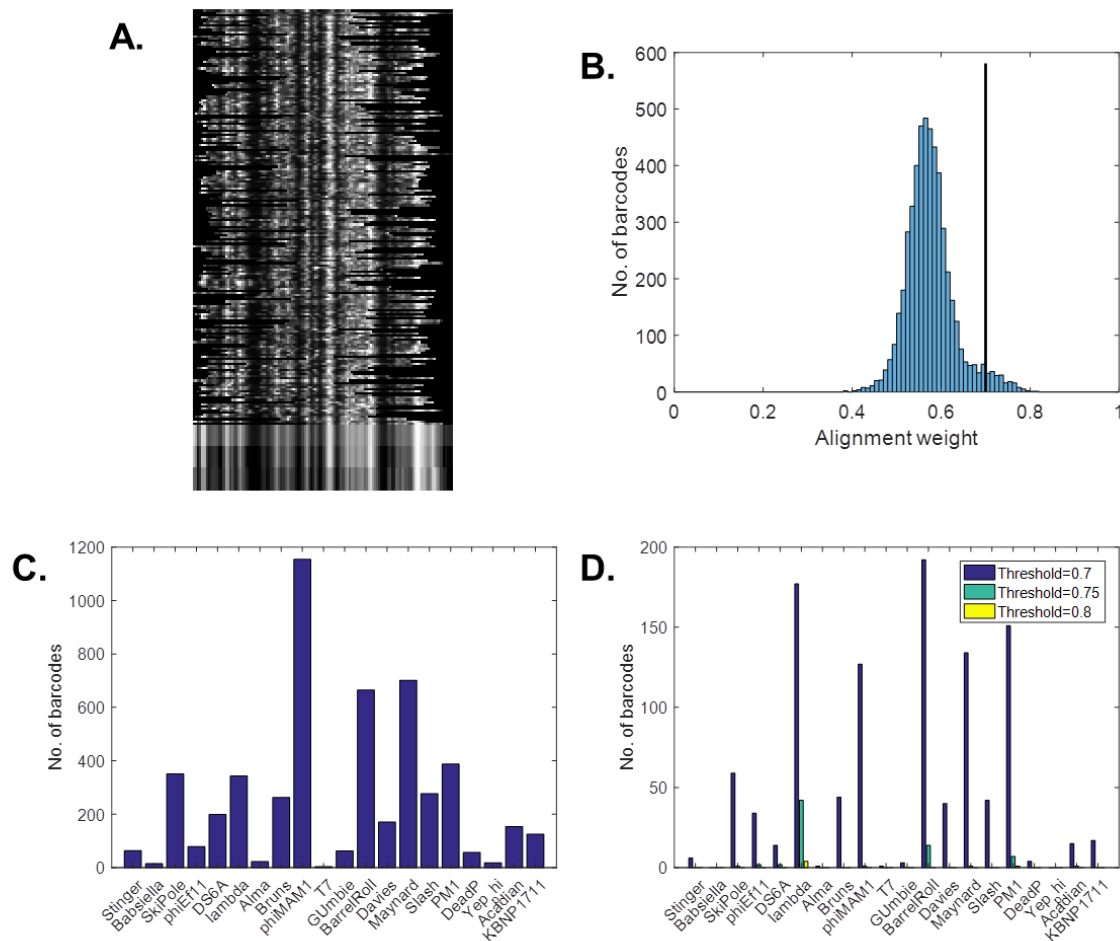 A.
B.
No. of barcodes
600
500
400
300
200
100
0
0
0.2
0.4
0.6
0.8
1
Alignment weight
C.
No. of barcodes
1200
1000
800
600
400
200
0
Stinger
Babsiella
SkiPole
phiEf11
DS6A
lambda
Alma
Bruns
phiMAM1
T7
GUmbie
BarrelRoll
Davies
Maynard
Slash
PM1
DeadP
Yep_hi
Acadian
KBNP1711
D.
No. of barcodes
200
150
100
50
0
Threshold=0.7
Threshold=0.75
Threshold=0.8
Stinger
Babsiella
SkiPole
phiEf11
DS6A
lambda
Alma
Bruns
phiMAM1
T7
GUmbie
BarrelRoll
Davies
Maynard
Slash
PM1
DeadP
Yep_hi
Acadian
KBNP1711